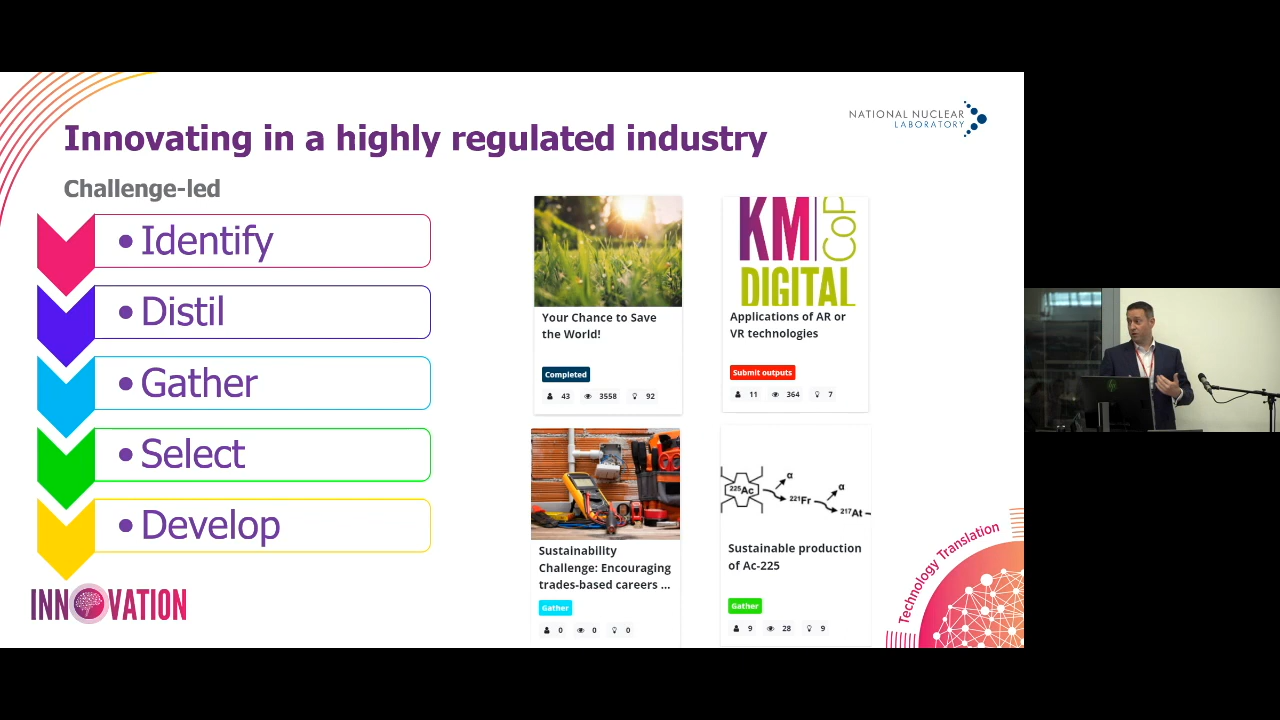 Innovating in a highly regulated industry
NATIONAL NUCLEAR
LABORATORY
Challenge-led
• Identify
• Distil
• Gather
• Select
• Develop
INNOVATION
Your Chance to Save
the World!
Completed
43 3558 92
KM
CoP
DIGITAL
Applications of AR or
VR technologies
Submit outputs
11 364 7
Sustainability
Challenge: Encouraging
trades-based careers ...
Gather
0 0 0
225Ac
α
221Fr
α
217At
Sustainable production
of Ac-225
Gather
9 28 9
Technology Translation